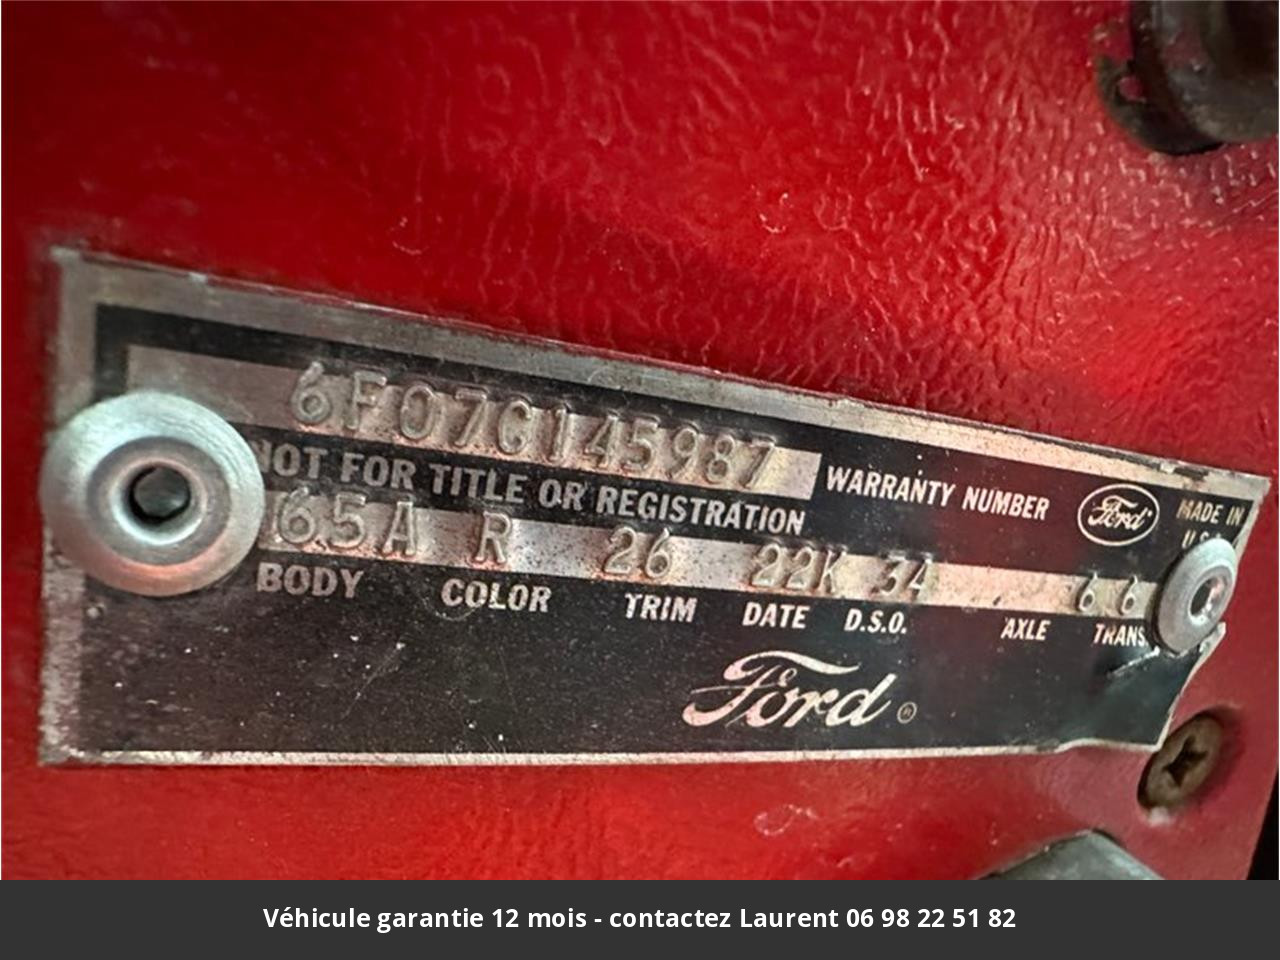 6F07C145987
WARRANTY NUMBER
Ford
MADE IN
U.S.A.
NOT FOR TITLE OR REGISTRATION
65A R 26 22K 34 6 6
BODY COLOR TRIM DATE D.S.O. AXLE TRANS.
Ford ®
Véhicule garantie 12 mois - contactez Laurent 06 98 22 51 82